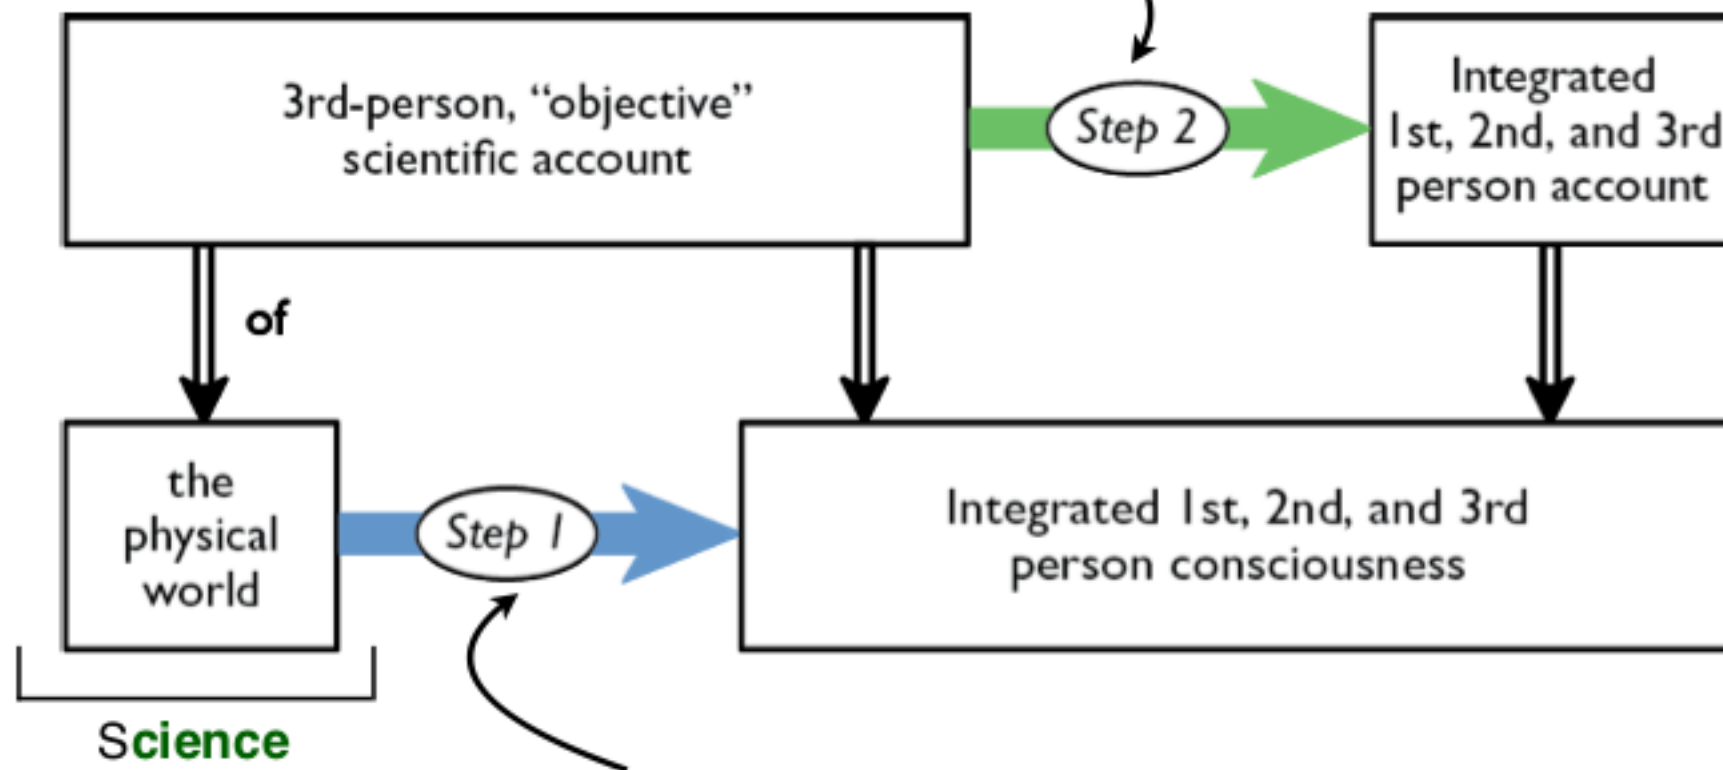 3rd-person, “objective”
scientific account
Step 2
Integrated
1st, 2nd, and 3rd
person account
of
the
physical
world
Step 1
Integrated 1st, 2nd, and 3rd
person consciousness
Science